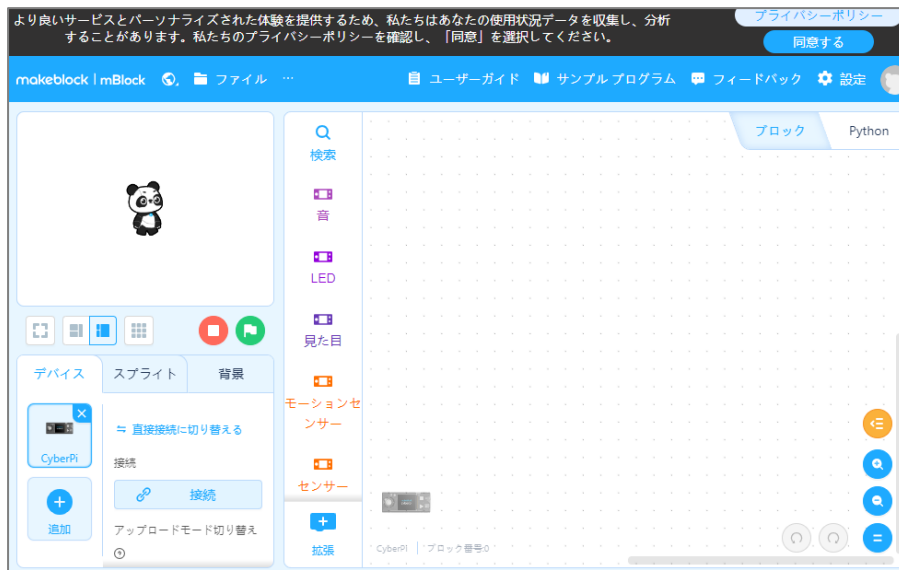 より良いサービスとパーソナライズされた体験を提供するため、私たちはあなたの使用状況データを収集し、分析
することがあります。私たちのプライバシーポリシーを確認し、「同意」を選択してください。
プライバシーポリシー
同意する
makeblock | mBlock
ファイル
…
ユーザーガイド
サンプル プログラム
フィードバック
設定
検索
音
LED
見た目
モーションセ
ンサー
センサー
拡張
ブロック
Python
デバイス
スプライト
背景
CyberPi
追加
直接接続に切り替える
接続
接続
アップロードモード切り替え
CyberPI
ブロック番号:0